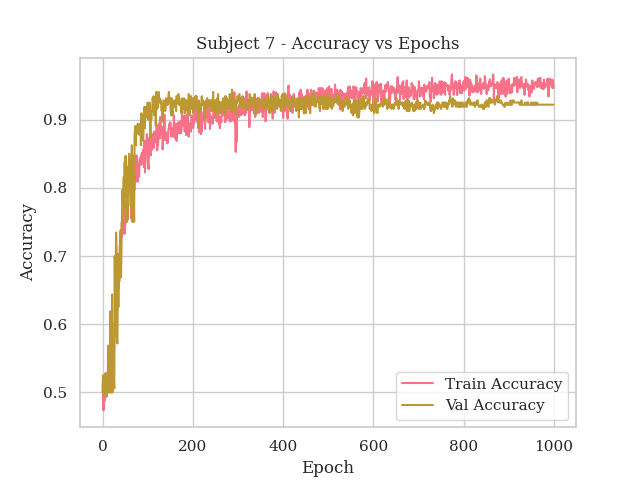 Subject 7 - Accuracy vs Epochs
Accuracy
0.9
0.8
0.7
0.6
0.5
Train Accuracy
Val Accuracy
0 200 400 600 800 1000
Epoch